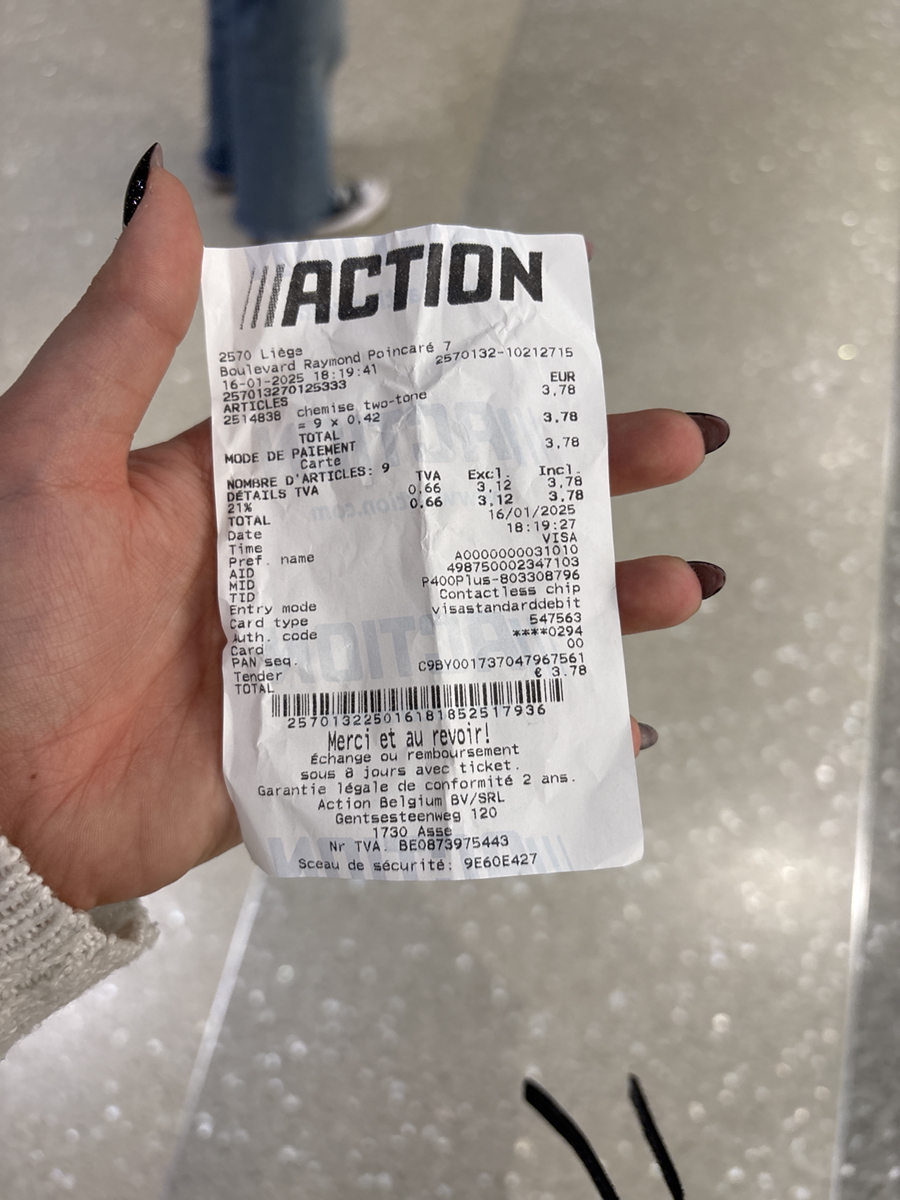 ACTION
2570 Liège
Boulevard Raymond Poincaré 7
16-01-2025 18:19:41 2570132-10212715
257013270125333
ARTICLES EUR
2514838 chemise two-tone 3,78
= 9 x 0,42
TOTAL 3,78
MODE DE PAIEMENT
Carte 3,78
NOMBRE D'ARTICLES: 9
DÉTAILS TVA TVA Excl. Incl.
21% 0.66 3,12 3,78
TOTAL 0.66 3,12 3,78
Date 16/01/2025
Time 18:19:27
Pref. name VISA
AID A0000000031010
MID 498750002347103
TID P400Plus-803308796
Entry mode Contactless chip
Card type visastandarddebit
Auth. code 547563
Card ****0294
PAN seq. 00
Tender C9BY001737047967561
TOTAL € 3.78
257013225016181852517936
Merci et au revoir!
Échange ou remboursement
sous 8 jours avec ticket.
Garantie légale de conformité 2 ans.
Action Belgium BV/SRL
Gentsesteenweg 120
1730 Asse
Nr TVA: BE0873975443
Sceau de sécurité: 9E60E427